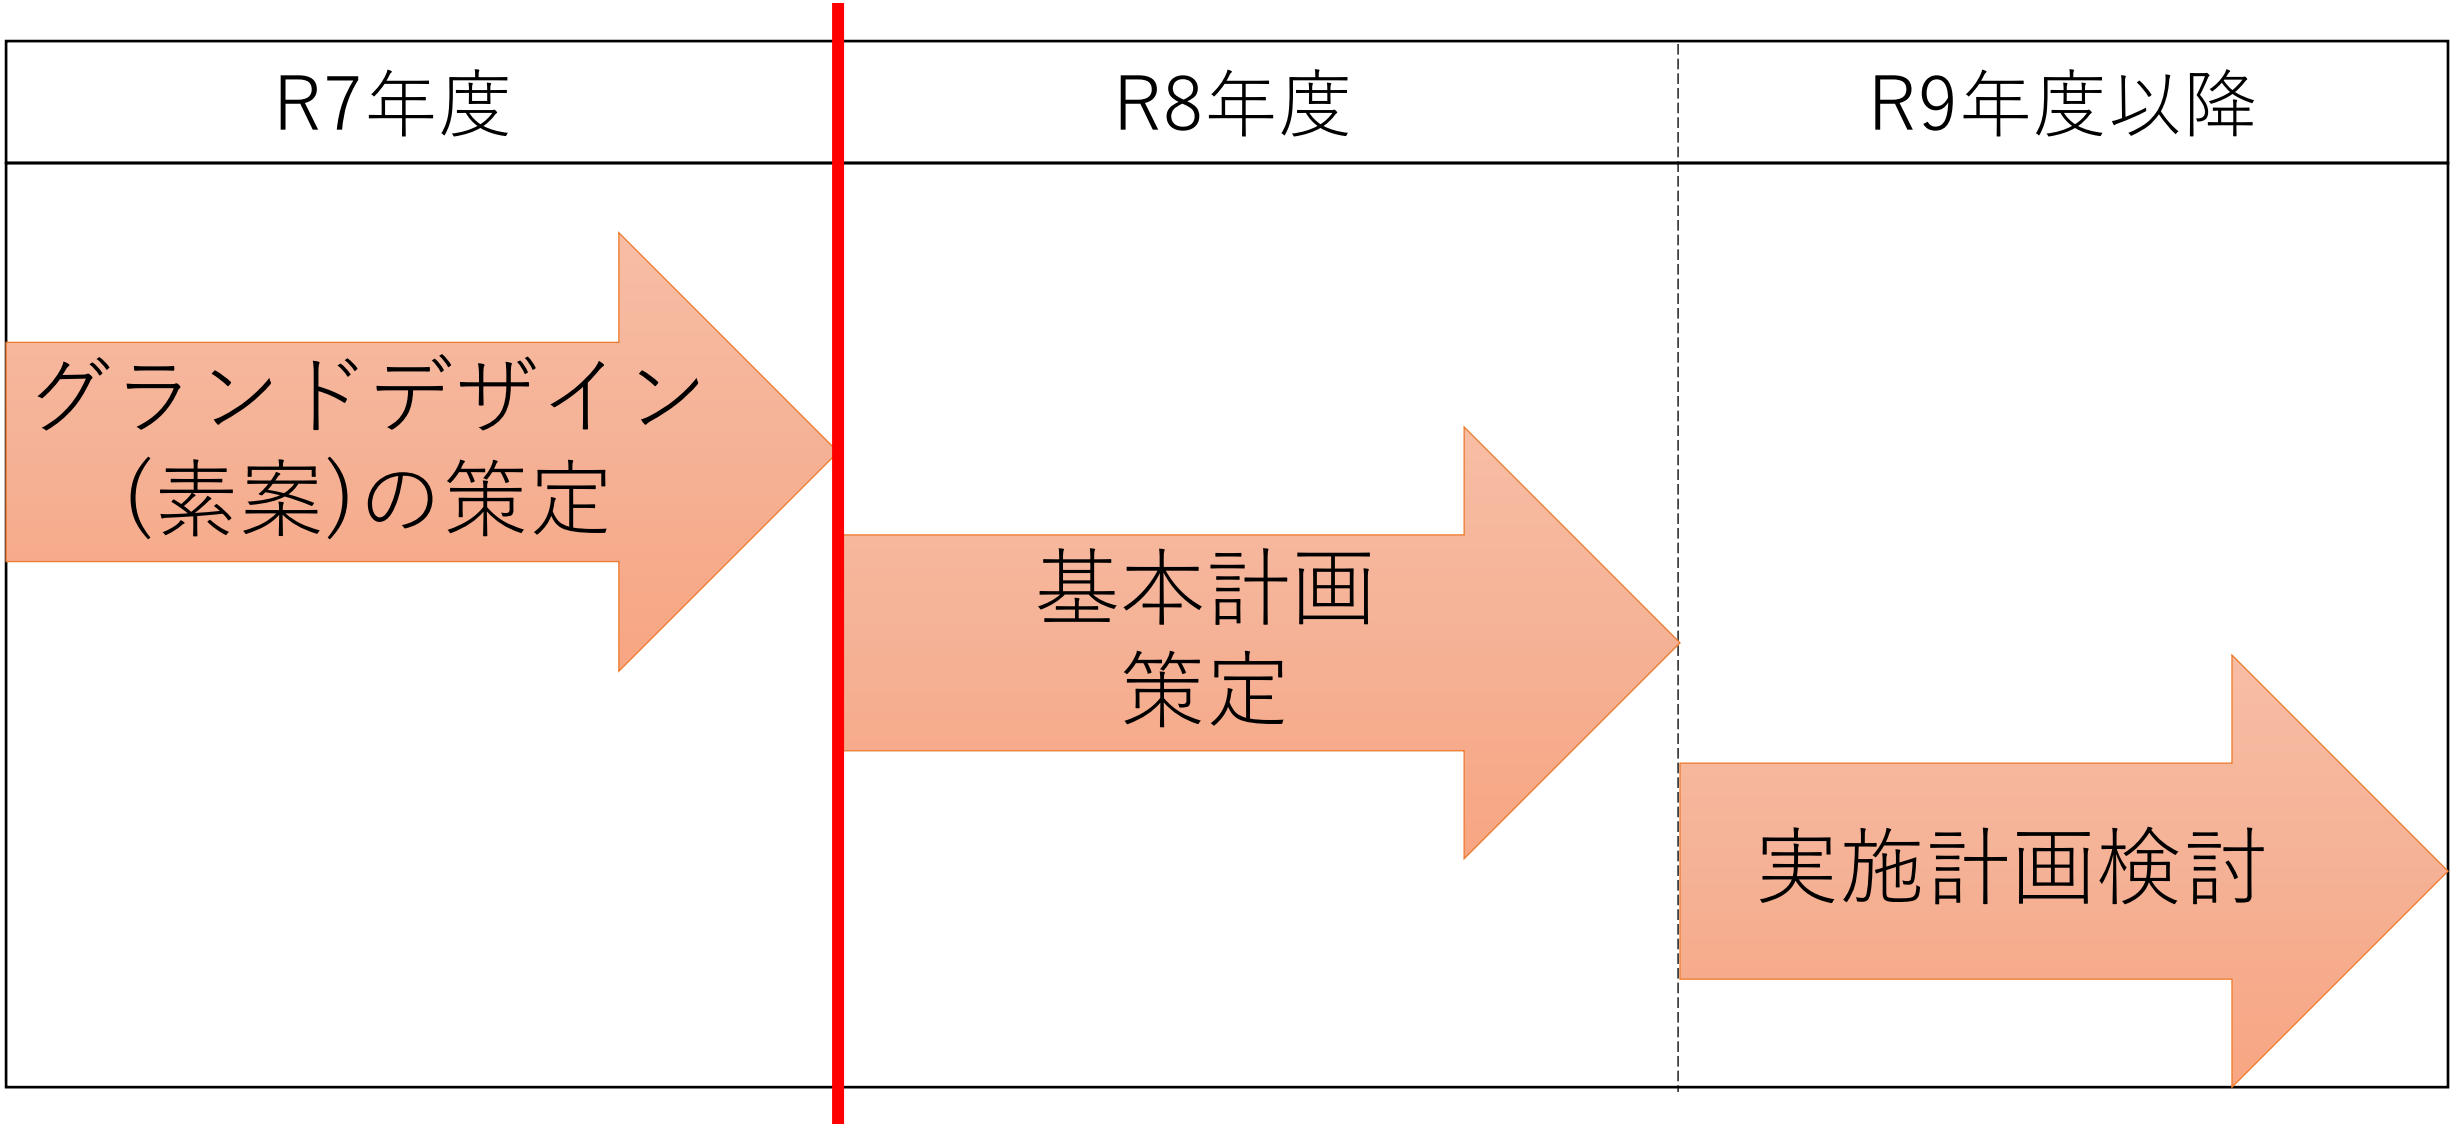 R7年度
R8年度
R9年度以降
グランドデザイン
(素案)の策定
基本計画
策定
実施計画検討